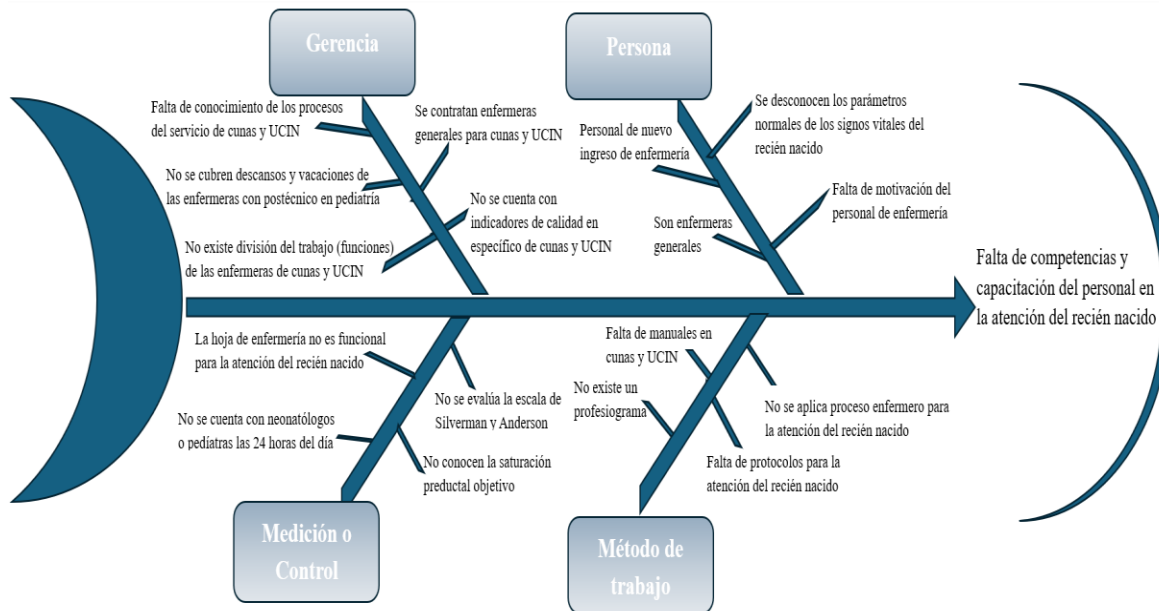 Gerencia
Persona
Falta de conocimiento de los procesos
del servicio de cunas y UCIN
Se contratan enfermeras
generales para cunas y UCIN
No se cubren descansos y vacaciones de
las enfermeras con postécnico en pediatría
No se cuenta con
indicadores de calidad en
específico de cunas y UCIN
No existe división del trabajo (funciones)
de las enfermeras de cunas y UCIN
Se desconocen los parámetros
normales de los signos vitales del
recién nacido
Personal de nuevo
ingreso de enfermería
Falta de motivación del
personal de enfermería
Son enfermeras
generales
Falta de competencias y
capacitación del personal en
la atención del recién nacido
La hoja de enfermería no es funcional
para la atención del recién nacido
No se evalúa la escala de
Silverman y Anderson
No se cuenta con neonatólogos
o pedíatras las 24 horas del día
No conocen la saturación
preductal objetivo
Falta de manuales en
cunas y UCIN
No existe un
profesiograma
No se aplica proceso enfermero para
la atención del recién nacido
Falta de protocolos para la
atención del recién nacido
Medición o
Control
Método de
trabajo